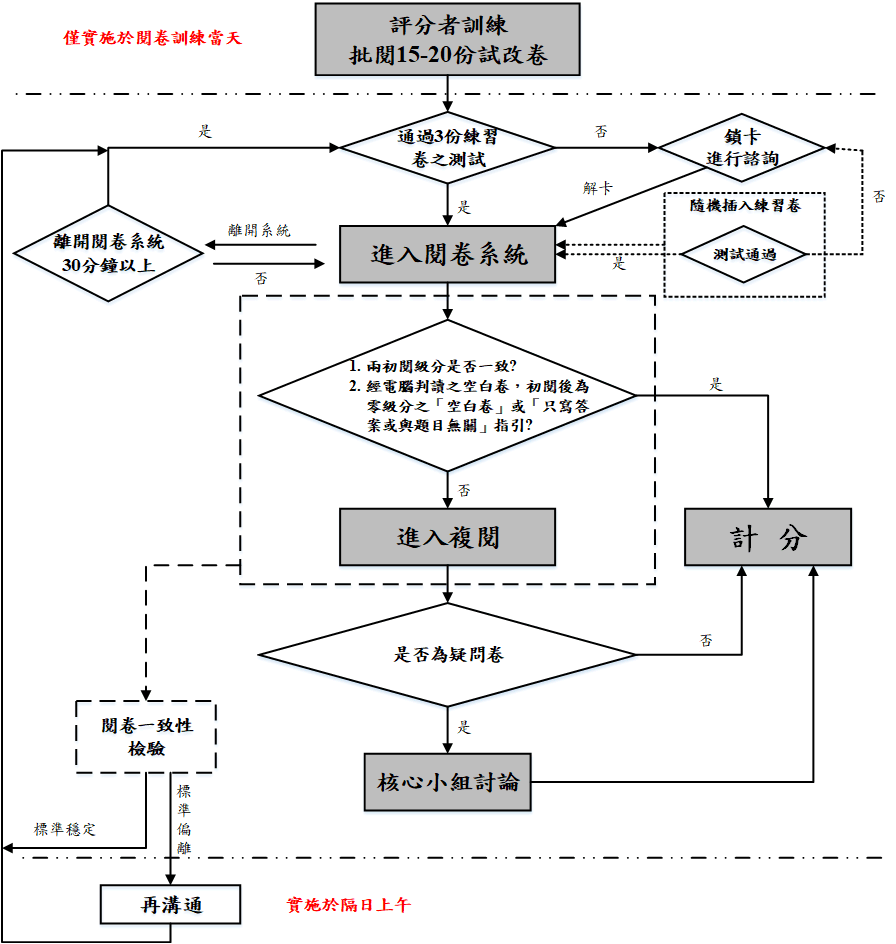 僅實施於閱卷訓練當天
評分者訓練
批閱15-20份試改卷
是
通過3份練習
卷之測試
否
鎖卡
進行諮詢
解卡
否
是
隨機插入練習卷
離開閱卷系統
30分鐘以上
離開系統
否
進入閱卷系統
是
測試通過
1. 兩初閱級分是否一致?
2. 經電腦判讀之空白卷，初閱後為
零級分之「空白卷」或「只寫答
案或與題目無關」指引?
是
否
進入複閱
計 分
是否為疑問卷
否
是
閱卷一致性
檢驗
核心小組討論
標準偏離
標準穩定
再溝通
實施於隔日上午